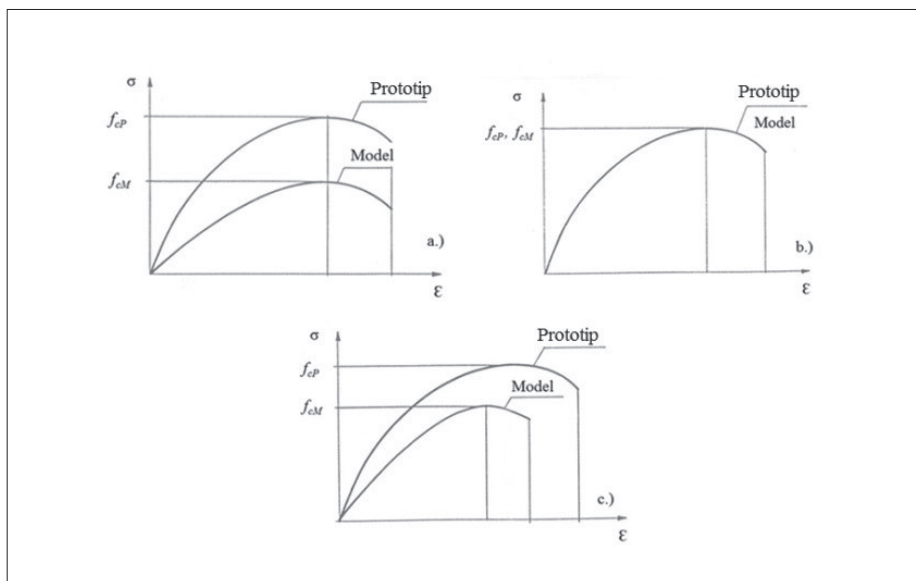 σ
Prototip
f_cP
Model
f_cM
a.)
ε
σ
Prototip
f_cP, f_cM
Model
b.)
ε
σ
Prototip
f_cP
Model
f_cM
c.)
ε